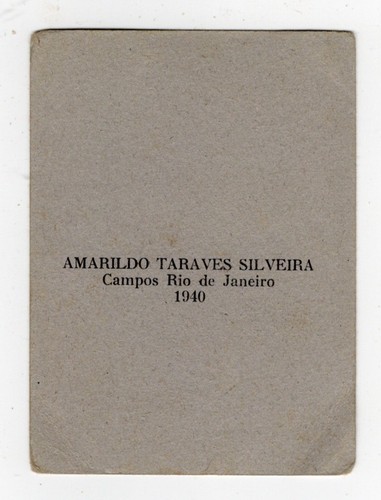 AMARILDO TARAVES SILVEIRA
Campos Rio de Janeiro
1940